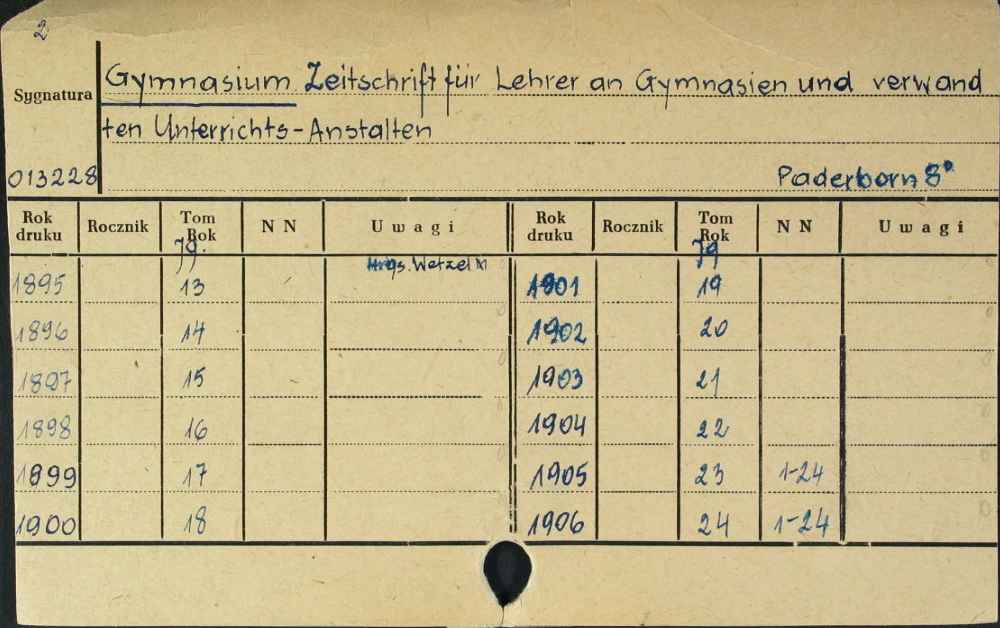 2
Gymnasium Zeitschrift für Lehrer an Gymnasien und verwand
Sygnatura
ten Unterrichts-Anstalten
013228 Paderborn 8°
Rok druku Rocznik Tom Rok N N Uwagi Rok druku Rocznik Tom Rok N N Uwagi
Jg. Hrgs. Wetzel M Jg
1895 13 1901 19
1896 14 1902 20
1897 15 1903 21
1898 16 1904 22
1899 17 1905 23 1-24
1900 18 1906 24 1-24